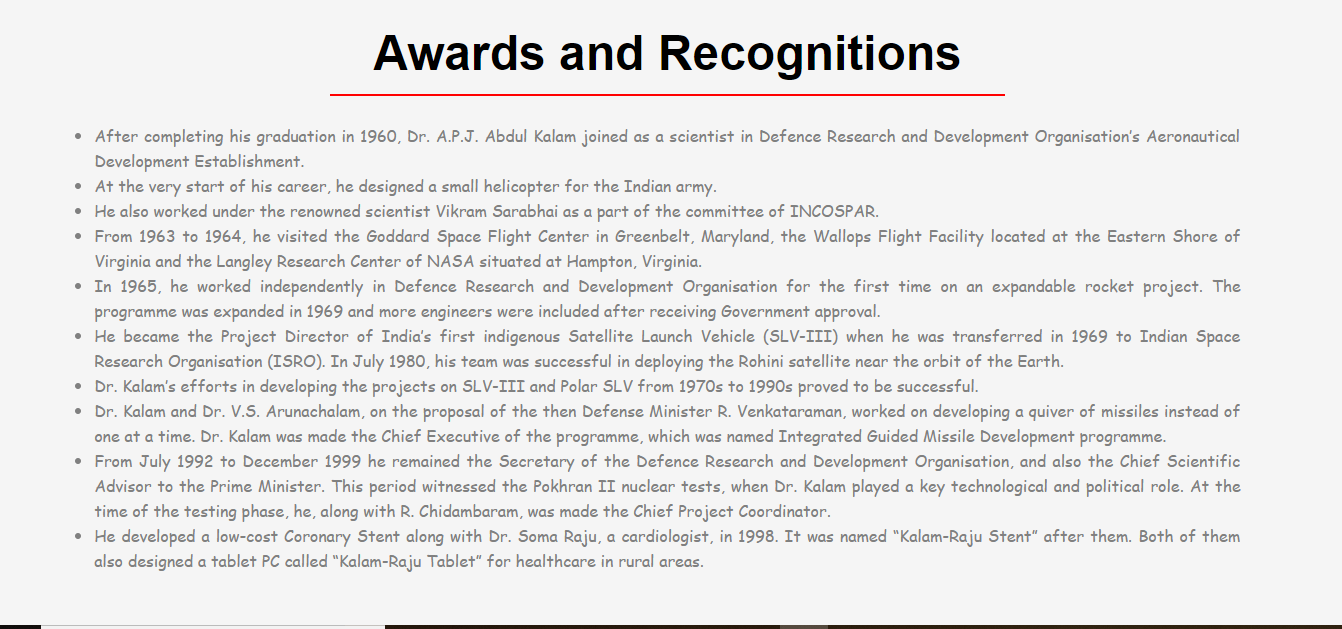 Awards and Recognitions
• After completing his graduation in 1960, Dr. A.P.J. Abdul Kalam joined as a scientist in Defence Research and Development Organisation’s Aeronautical
Development Establishment.
• At the very start of his career, he designed a small helicopter for the Indian army.
• He also worked under the renowned scientist Vikram Sarabhai as a part of the committee of INCOSPAR.
• From 1963 to 1964, he visited the Goddard Space Flight Center in Greenbelt, Maryland, the Wallops Flight Facility located at the Eastern Shore of
Virginia and the Langley Research Center of NASA situated at Hampton, Virginia.
• In 1965, he worked independently in Defence Research and Development Organisation for the first time on an expandable rocket project. The
programme was expanded in 1969 and more engineers were included after receiving Government approval.
• He became the Project Director of India’s first indigenous Satellite Launch Vehicle (SLV-III) when he was transferred in 1969 to Indian Space
Research Organisation (ISRO). In July 1980, his team was successful in deploying the Rohini satellite near the orbit of the Earth.
• Dr. Kalam’s efforts in developing the projects on SLV-III and Polar SLV from 1970s to 1990s proved to be successful.
• Dr. Kalam and Dr. V.S. Arunachalam, on the proposal of the then Defense Minister R. Venkataraman, worked on developing a quiver of missiles instead of
one at a time. Dr. Kalam was made the Chief Executive of the programme, which was named Integrated Guided Missile Development programme.
• From July 1992 to December 1999 he remained the Secretary of the Defence Research and Development Organisation, and also the Chief Scientific
Advisor to the Prime Minister. This period witnessed the Pokhran II nuclear tests, when Dr. Kalam played a key technological and political role. At the
time of the testing phase, he, along with R. Chidambaram, was made the Chief Project Coordinator.
• He developed a low-cost Coronary Stent along with Dr. Soma Raju, a cardiologist, in 1998. It was named “Kalam-Raju Stent” after them. Both of them
also designed a tablet PC called “Kalam-Raju Tablet” for healthcare in rural areas.